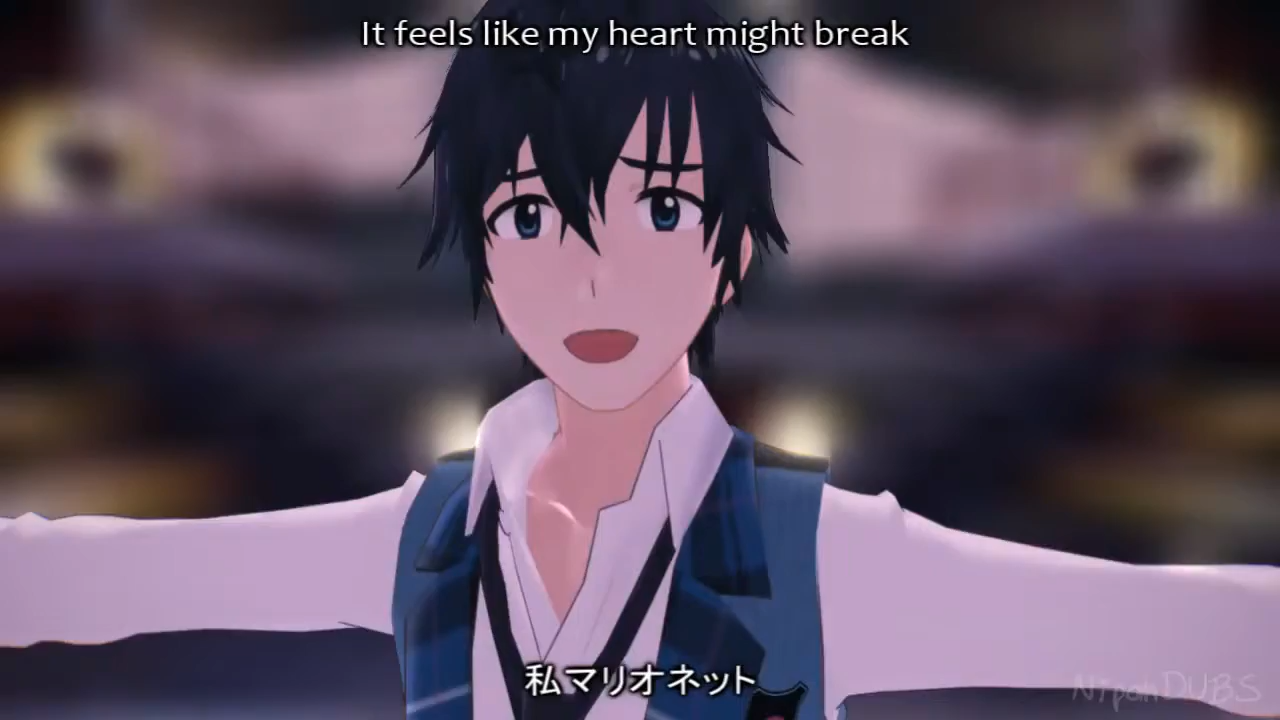 It feels like my heart might break
私マリオネット
NipahDUBS